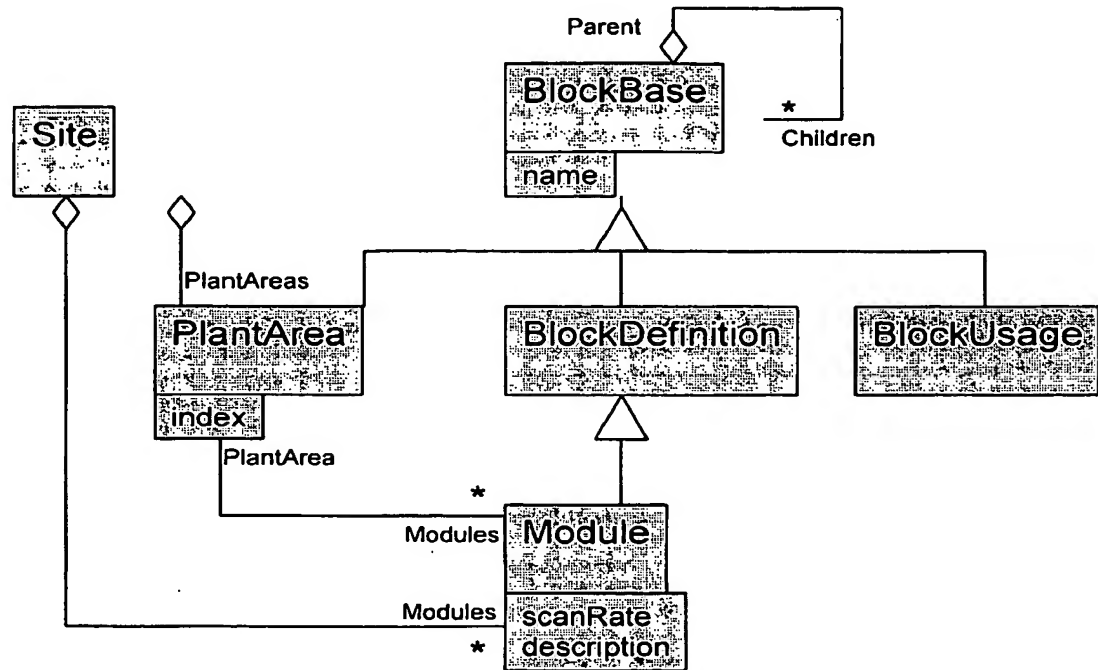 Parent
BlockBase
*
Children
name
Site
PlantAreas
PlantArea
BlockDefinition
BlockUsage
index
PlantArea
*
Modules
Module
Modules
*
scanRate
description